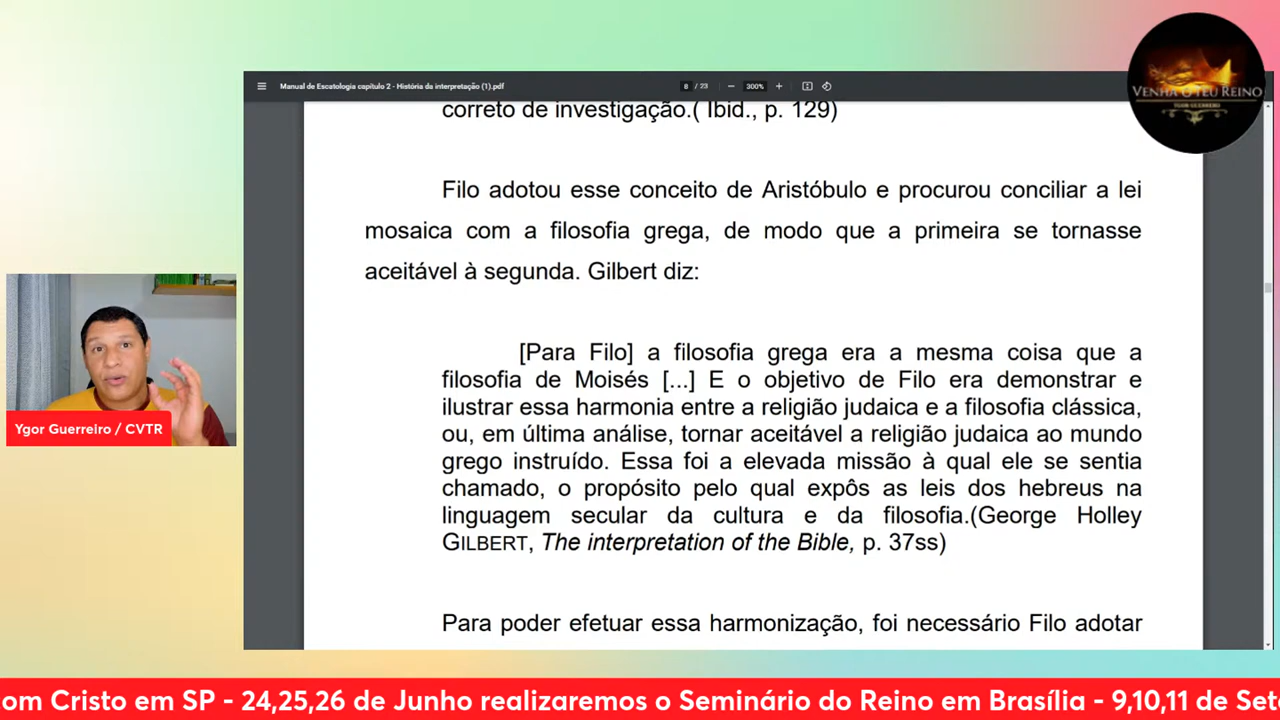 Manual de Escatologia capítulo 2 - História da interpretação (1).pdf
8 / 23
300%
VENHA O TEU REINO
YGOR GUERREIRO
correto de investigação.( Ibid., p. 129)
Filo adotou esse conceito de Aristóbulo e procurou conciliar a lei
mosaica com a filosofia grega, de modo que a primeira se tornasse
aceitável à segunda. Gilbert diz:
[Para Filo] a filosofia grega era a mesma coisa que a
filosofia de Moisés [...] E o objetivo de Filo era demonstrar e
ilustrar essa harmonia entre a religião judaica e a filosofia clássica,
ou, em última análise, tornar aceitável a religião judaica ao mundo
grego instruído. Essa foi a elevada missão à qual ele se sentia
chamado, o propósito pelo qual expôs as leis dos hebreus na
linguagem secular da cultura e da filosofia.(George Holley
GILBERT, The interpretation of the Bible, p. 37ss)
Para poder efetuar essa harmonização, foi necessário Filo adotar
Ygor Guerreiro / CVTR
om Cristo em SP - 24,25,26 de Junho realizaremos o Seminário do Reino em Brasília - 9,10,11 de Sete